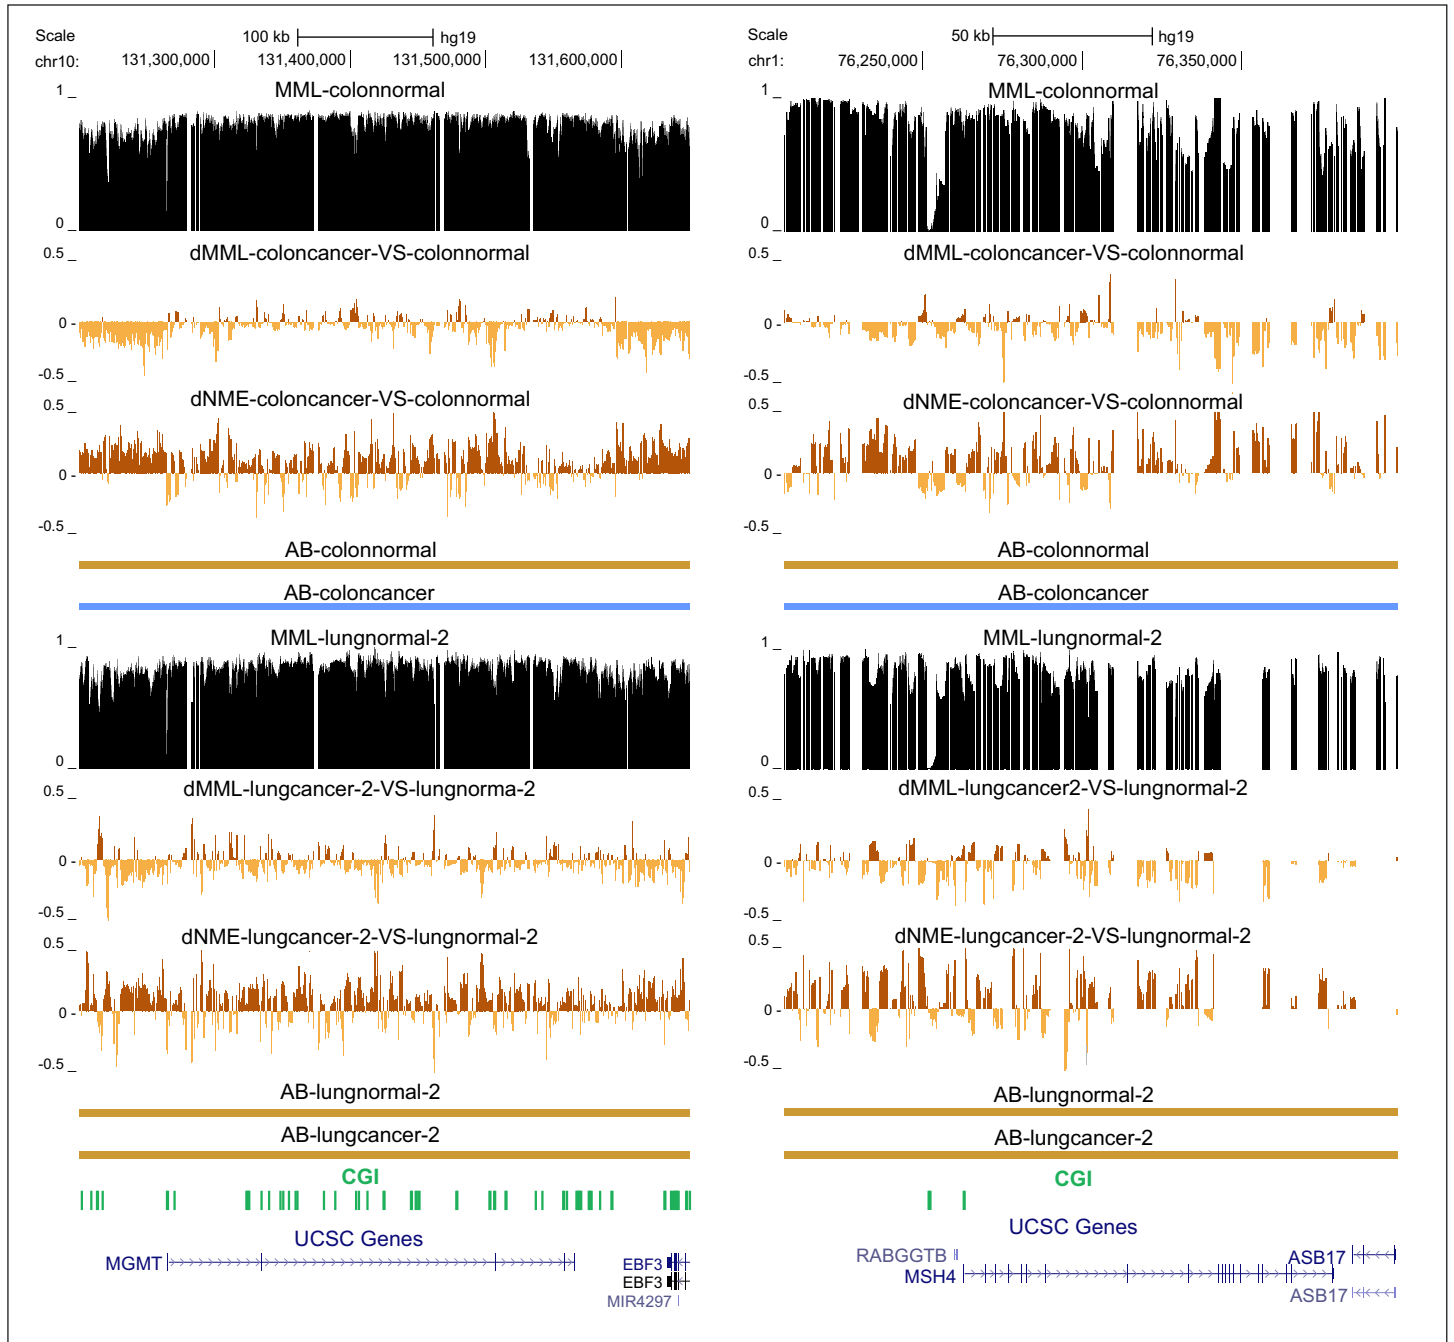 Scale
100 kb
hg19
chr10:
131,300,000
131,400,000
131,500,000
131,600,000
MML-colonnormal
1
0
dMML-coloncancer-VS-colonnormal
0.5
0
-0.5
dNME-coloncancer-VS-colonnormal
0.5
0
-0.5
AB-colonnormal
AB-coloncancer
MML-lungnormal-2
1
0
dMML-lungcancer-2-VS-lungnorma-2
0.5
0
-0.5
dNME-lungcancer-2-VS-lungnormal-2
0.5
0
-0.5
AB-lungnormal-2
AB-lungcancer-2
CGI
UCSC Genes
MGMT
EBF3
EBF3
MIR4297
Scale
50 kb
hg19
chr1:
76,250,000
76,300,000
76,350,000
MML-colonnormal
1
0
dMML-coloncancer-VS-colonnormal
0.5
0
-0.5
dNME-coloncancer-VS-colonnormal
0.5
0
-0.5
AB-colonnormal
AB-coloncancer
MML-lungnormal-2
1
0
dMML-lungcancer2-VS-lungnormal-2
0.5
0
-0.5
dNME-lungcancer-2-VS-lungnormal-2
0.5
0
-0.5
AB-lungnormal-2
AB-lungcancer-2
CGI
UCSC Genes
RABGGTB
ASB17
MSH4
ASB17